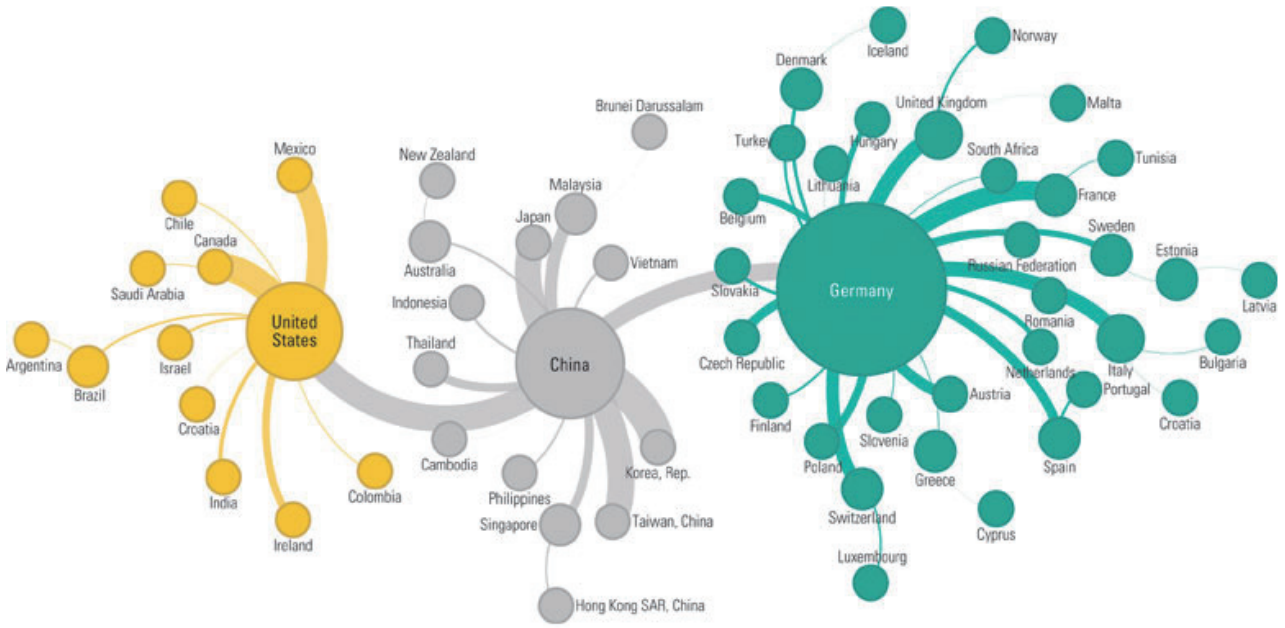 Mexico
Chile
Canada
Saudi Arabia
United
States
Argentina
Brazil
Israel
Croatia
India
Ireland
Colombia
Brunei Darussalam
New Zealand
Malaysia
Japan
Australia
Vietnam
Indonesia
Thailand
China
Cambodia
Philippines
Korea, Rep.
Singapore
Taiwan, China
Hong Kong SAR, China
Iceland
Norway
Denmark
United Kingdom
Malta
Turkey
Hungary
South Africa
Tunisia
Lithuania
France
Belgium
Sweden
Russian Federation
Estonia
Slovakia
Germany
Latvia
Romania
Czech Republic
Netherlands
Italy
Bulgaria
Portugal
Austria
Croatia
Finland
Slovenia
Poland
Greece
Spain
Switzerland
Cyprus
Luxembourg